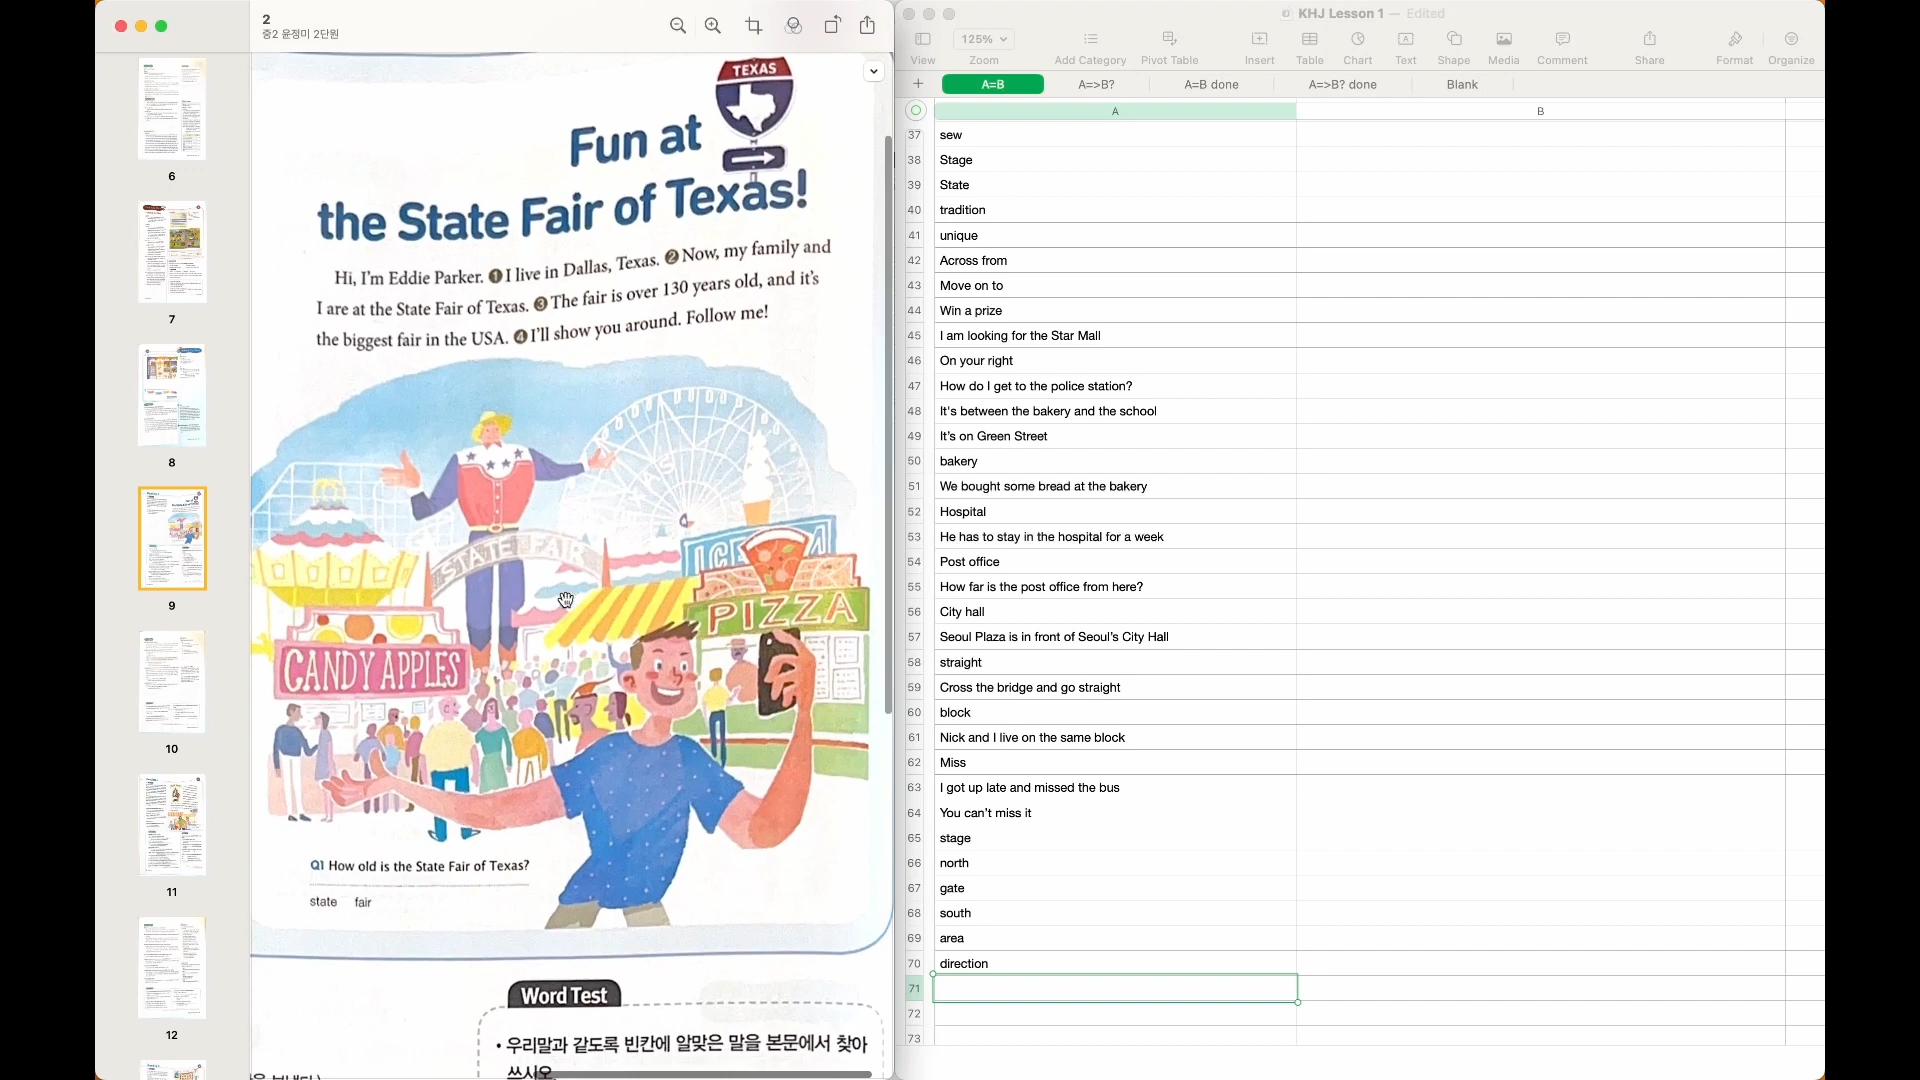 2
중2 윤정미 2단원
6
7
8
9
10
11
12
TEXAS
Fun at
the State Fair of Texas!
Hi, I'm Eddie Parker. ❶ I live in Dallas, Texas. ❷ Now, my family and
I are at the State Fair of Texas. ❸ The fair is over 130 years old, and it's
the biggest fair in the USA. ❹ I'll show you around. Follow me!
STATE FAIR
PIZZA
CANDY APPLES
Q1 How old is the State Fair of Texas?
state fair
Word Test
• 우리말과 같도록 빈칸에 알맞은 말을 본문에서 찾아
쓰시오.
KHJ Lesson 1 — Edited
125%
View
Zoom
Add Category
Pivot Table
Insert
Table
Chart
Text
Shape
Media
Comment
Share
Format
Organize
+ A=B A=>B? A=B done A=>B? done Blank
A B
37 sew
38 Stage
39 State
40 tradition
41 unique
42 Across from
43 Move on to
44 Win a prize
45 I am looking for the Star Mall
46 On your right
47 How do I get to the police station?
48 It's between the bakery and the school
49 It’s on Green Street
50 bakery
51 We bought some bread at the bakery
52 Hospital
53 He has to stay in the hospital for a week
54 Post office
55 How far is the post office from here?
56 City hall
57 Seoul Plaza is in front of Seoul’s City Hall
58 straight
59 Cross the bridge and go straight
60 block
61 Nick and I live on the same block
62 Miss
63 I got up late and missed the bus
64 You can’t miss it
65 stage
66 north
67 gate
68 south
69 area
70 direction
71
72
73